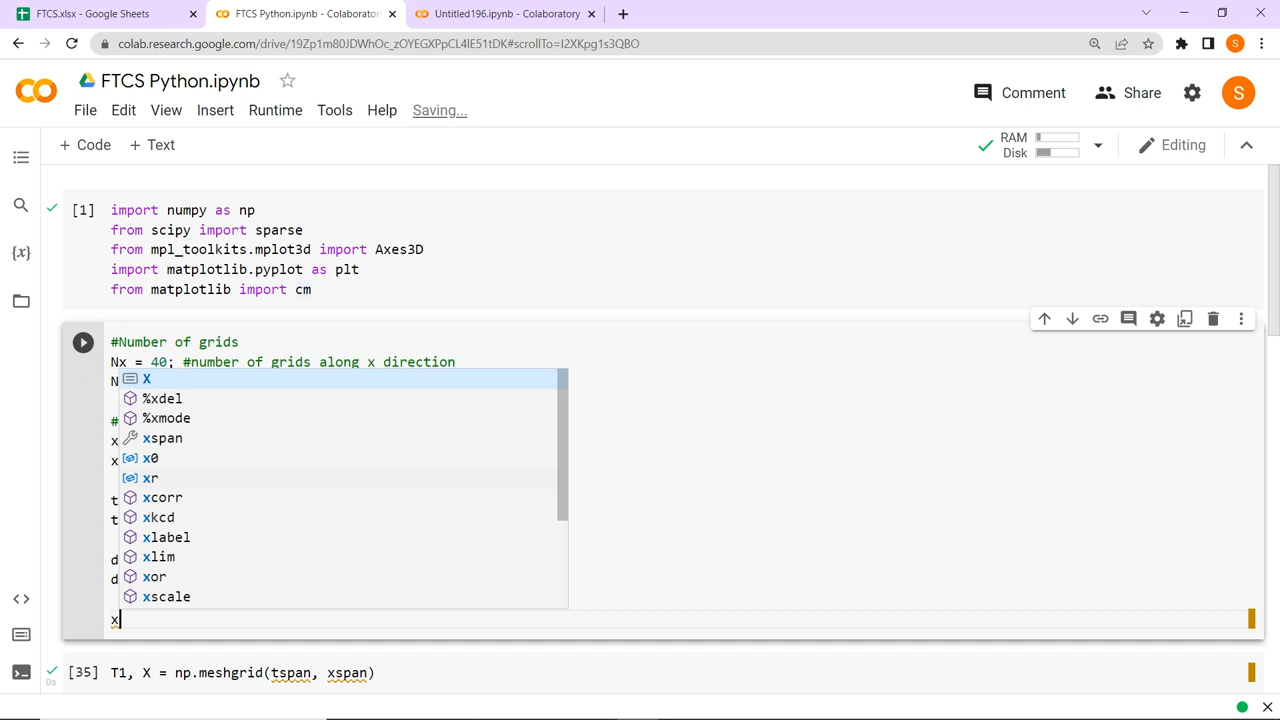 FTCS.xlsx - Google Sheets
FTCS Python.ipynb - Colaborator
Untitled196.ipynb - Colaboratory
colab.research.google.com/drive/19Zp1m80JDWhOc_zOYEGXPpCL4lE51tDK#scrollTo=I2XKpg1s3QBO
S
FTCS Python.ipynb
Comment
Share
S
File Edit View Insert Runtime Tools Help Saving...
+ Code + Text
RAM
Disk
Editing
[1] import numpy as np
from scipy import sparse
from mpl_toolkits.mplot3d import Axes3D
import matplotlib.pyplot as plt
from matplotlib import cm
#Number of grids
Nx = 40; #number of grids along x direction
N
X
%xdel
%xmode
#
xspan
x
x0
x
xr
t
xcorr
t
xkcd
xlabel
d
xlim
d
xor
xscale
x
[35] T1, X = np.meshgrid(tspan, xspan)
0s